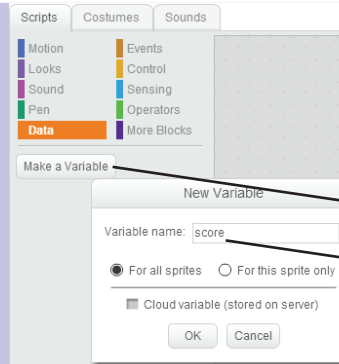 Scripts Costumes Sounds
Motion Events
Looks Control
Sound Sensing
Pen Operators
Data More Blocks
Make a Variable
New Variable
Variable name: score
For all sprites For this sprite only
Cloud variable (stored on server)
OK Cancel